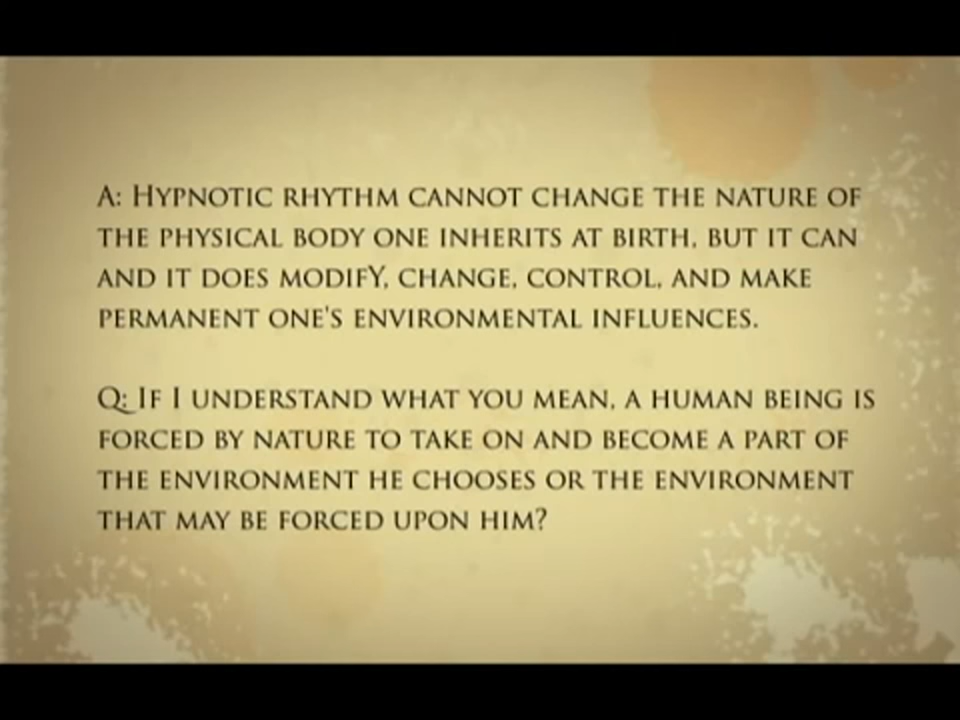 A: Hypnotic rhythm cannot change the nature of
the physical body one inherits at birth, but it can
and it does modify, change, control, and make
permanent one's environmental influences.
Q: If I understand what you mean, a human being is
forced by nature to take on and become a part of
the environment he chooses or the environment
that may be forced upon him?